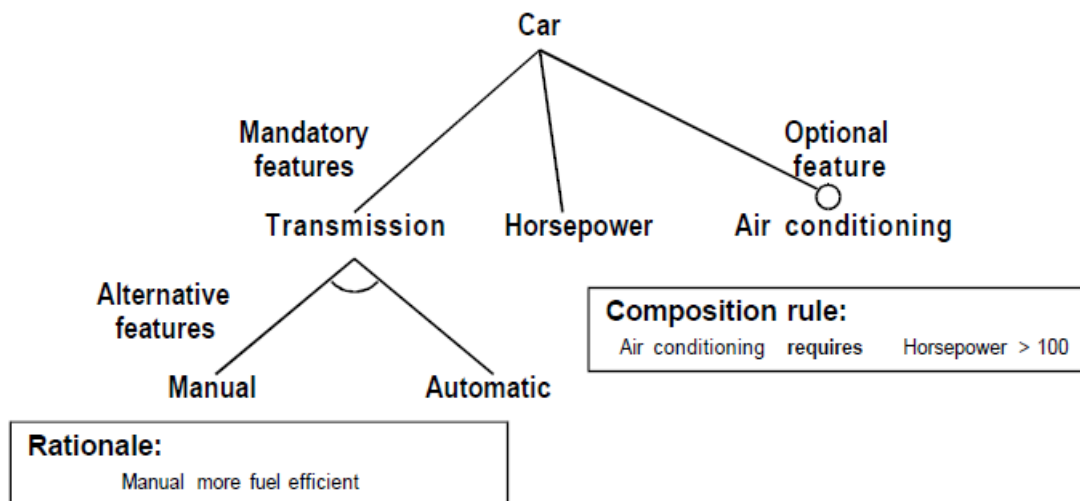 Car
Mandatory
features
Optional
feature
Transmission
Horsepower
Air conditioning
Alternative
features
Manual
Automatic
Composition rule:
Air conditioning requires Horsepower > 100
Rationale:
Manual more fuel efficient